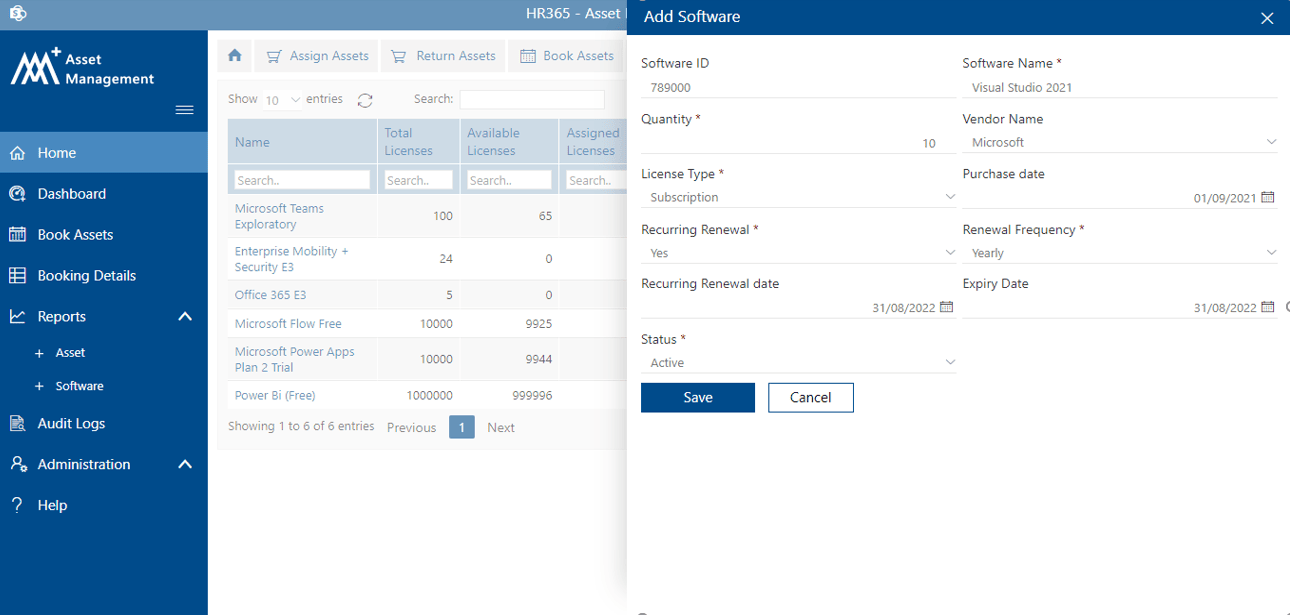 HR365 - Asset
Asset
Management
Home
Dashboard
Book Assets
Booking Details
Reports
+ Asset
+ Software
Audit Logs
Administration
? Help
Assign Assets Return Assets Book Assets
Show 10 entries Search:
Name Total Licenses Available Licenses Assigned Licenses
Search.. Search.. Search.. Search..
Microsoft Teams Exploratory 100 65
Enterprise Mobility + Security E3 24 0
Office 365 E3 5 0
Microsoft Flow Free 10000 9925
Microsoft Power Apps Plan 2 Trial 10000 9944
Power Bi (Free) 1000000 999996
Showing 1 to 6 of 6 entries Previous 1 Next
Add Software
Software ID Software Name *
789000 Visual Studio 2021
Quantity * Vendor Name
10 Microsoft
License Type * Purchase date
Subscription 01/09/2021
Recurring Renewal * Renewal Frequency *
Yes Yearly
Recurring Renewal date Expiry Date
31/08/2022 31/08/2022
Status *
Active
Save Cancel